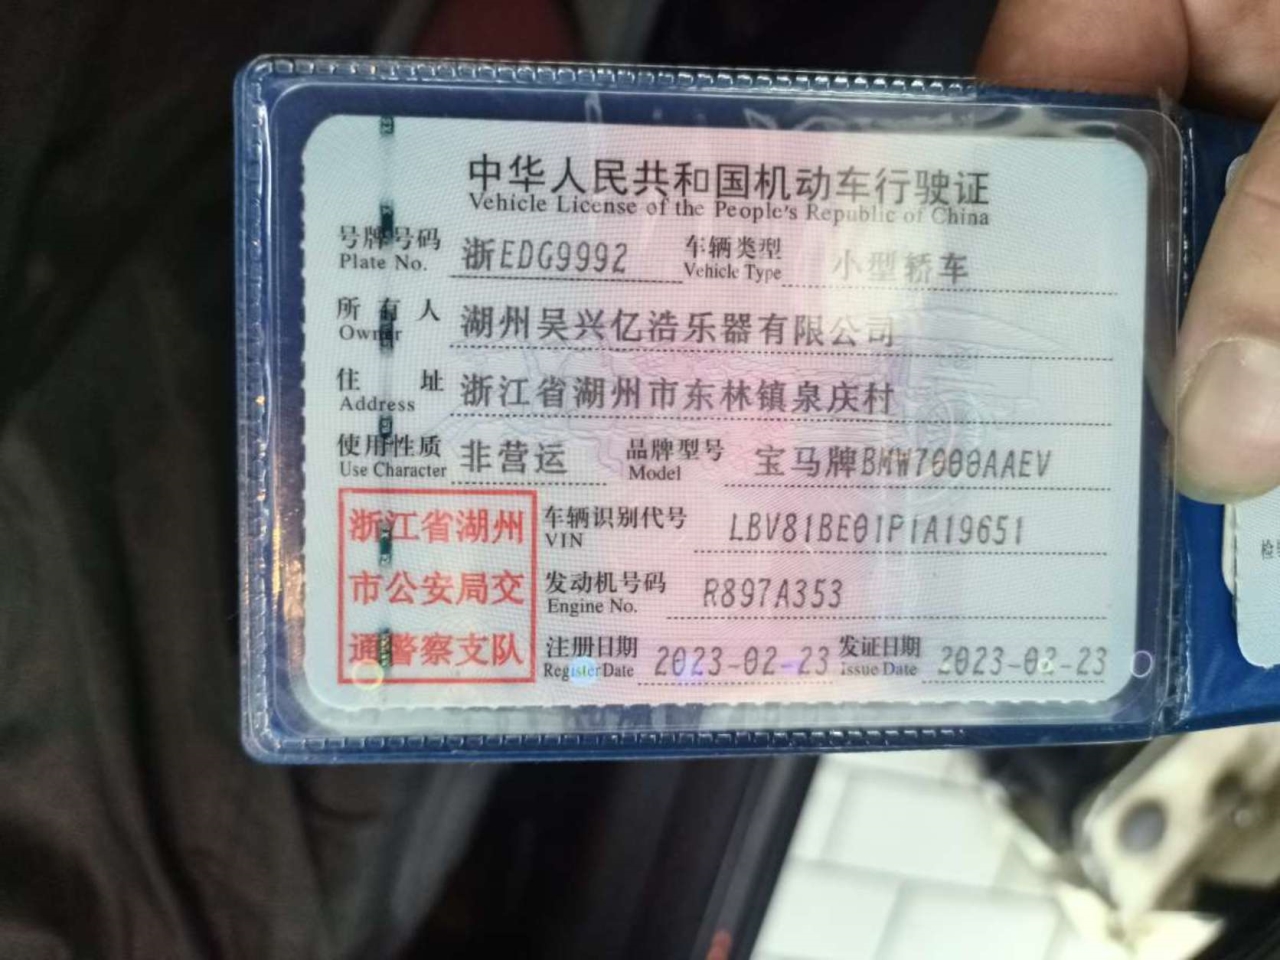 中华人民共和国机动车行驶证
Vehicle License of the People's Republic of China
号牌号码 浙EDG9992 车辆类型 小型轿车
Plate No. Vehicle Type
所有人 湖州吴兴亿浩乐器有限公司
Owner
住址 浙江省湖州市东林镇泉庆村
Address
使用性质 非营运 品牌型号 宝马牌BMW7000AAEV
Use Character Model
浙江省湖州
市公安局交
通警察支队
车辆识别代号 LBV81BE01P1A19651
VIN
发动机号码 R897A353
Engine No.
注册日期 2023-02-23 发证日期 2023-02-23
Register Date Issue Date